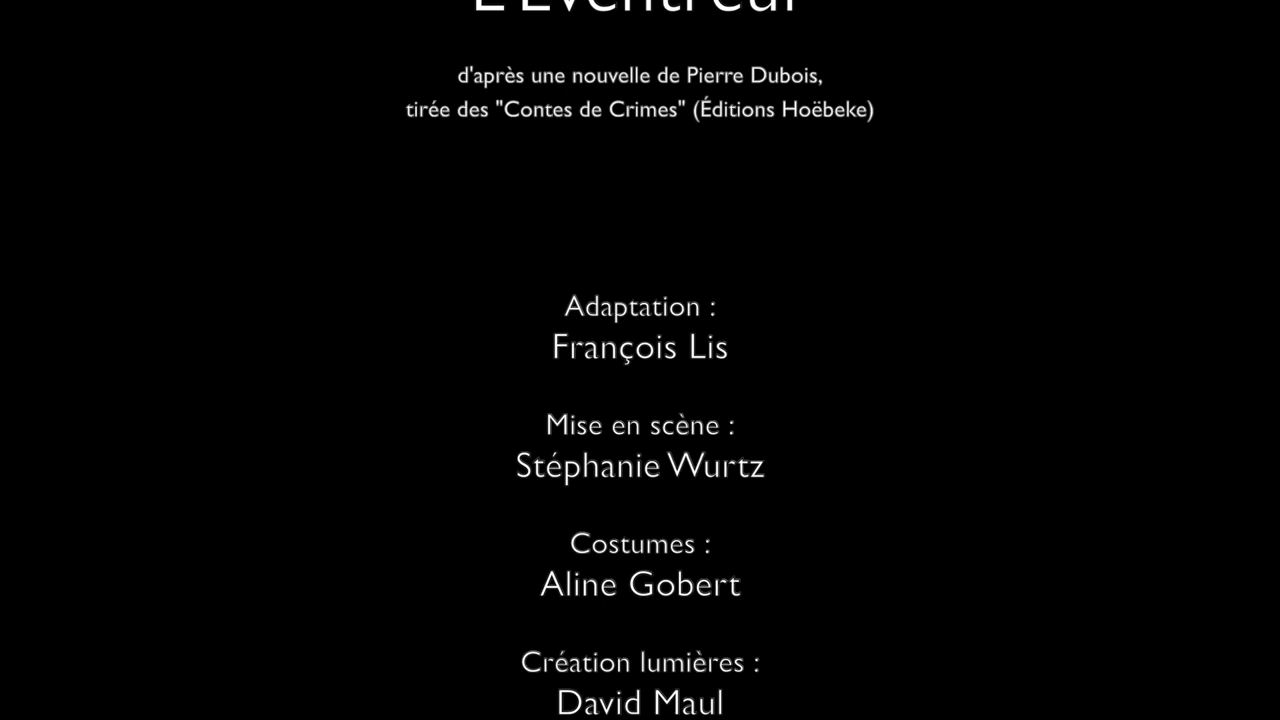 L'Éventreur
d'après une nouvelle de Pierre Dubois,
tirée des "Contes de Crimes" (Éditions Hoëbeke)
Adaptation :
François Lis
Mise en scène :
Stéphanie Wurtz
Costumes :
Aline Gobert
Création lumières :
David Maul